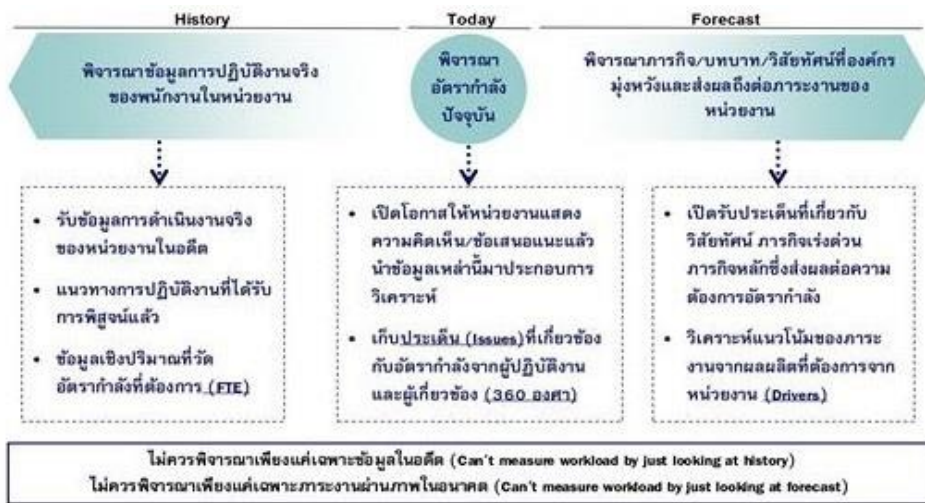 History
Today
Forecast
พิจารณาข้อมูลการปฏิบัติงานจริง
ของพนักงานในหน่วยงาน
พิจารณา
อัตรากำลัง
ปัจจุบัน
พิจารณาภารกิจ/บทบาท/วิสัยทัศน์ที่องค์กร
มุ่งหวังและส่งผลถึงต่อภาระงานของ
หน่วยงาน
• รับข้อมูลการดำเนินงานจริง
ของหน่วยงานในอดีต
• แนวทางการปฏิบัติงานที่ได้รับ
การพิสูจน์แล้ว
• ข้อมูลเชิงปริมาณที่วัด
อัตรากำลังที่ต้องการ (FTE)
• เปิดโอกาสให้หน่วยงานแสดง
ความคิดเห็น/ข้อเสนอแนะแล้ว
นำข้อมูลเหล่านี้มาประกอบการ
วิเคราะห์
• เก็บประเด็น (Issues)ที่เกี่ยวข้อง
กับอัตรากำลังจากผู้ปฏิบัติงาน
และผู้เกี่ยวข้อง (360 องศา)
• เปิดรับประเด็นที่เกี่ยวกับ
วิสัยทัศน์ ภารกิจเร่งด่วน
ภารกิจหลักซึ่งส่งผลต่อความ
ต้องการอัตรากำลัง
• วิเคราะห์แนวโน้มของภาระ
งานจากผลผลิตที่ต้องการจาก
หน่วยงาน (Drivers)
ไม่ควรพิจารณาเพียงแค่เฉพาะข้อมูลในอดีต (Can't measure workload by just looking at history)
ไม่ควรพิจารณาเพียงแค่เฉพาะภาระงานผ่านภาพในอนาคต (Can't measure workload by just looking at forecast)